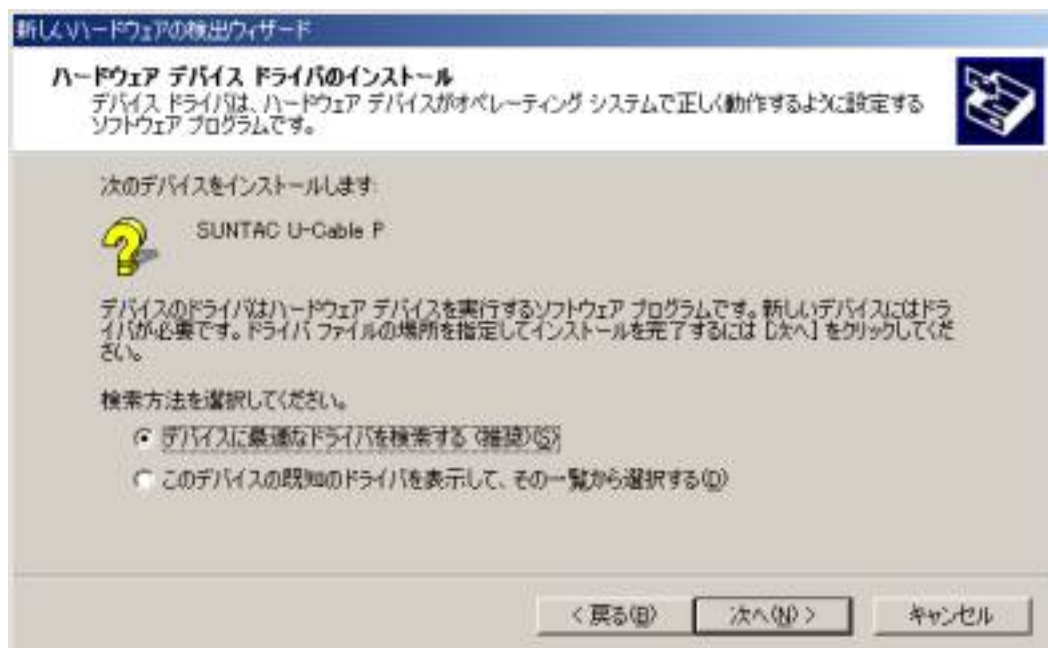 新しいハードウェアの検出ウィザード
ハードウェア デバイス ドライバのインストール
デバイス ドライバは、ハードウェア デバイスがオペレーティング システムで正しく動作するように設定する
ソフトウェア プログラムです。
次のデバイスをインストールします:
SUNTAC U-Cable P
デバイスのドライバはハードウェア デバイスを実行するソフトウェア プログラムです。新しいデバイスにはドラ
イバが必要です。ドライバ ファイルの場所を指定してインストールを完了するには [次へ] をクリックしてくだ
さい。
検索方法を選択してください。
デバイスに最適なドライバを検索する (推奨)(S)
このデバイスの既知のドライバを表示して、その一覧から選択する(D)
< 戻る(B)
次へ(N) >
キャンセル